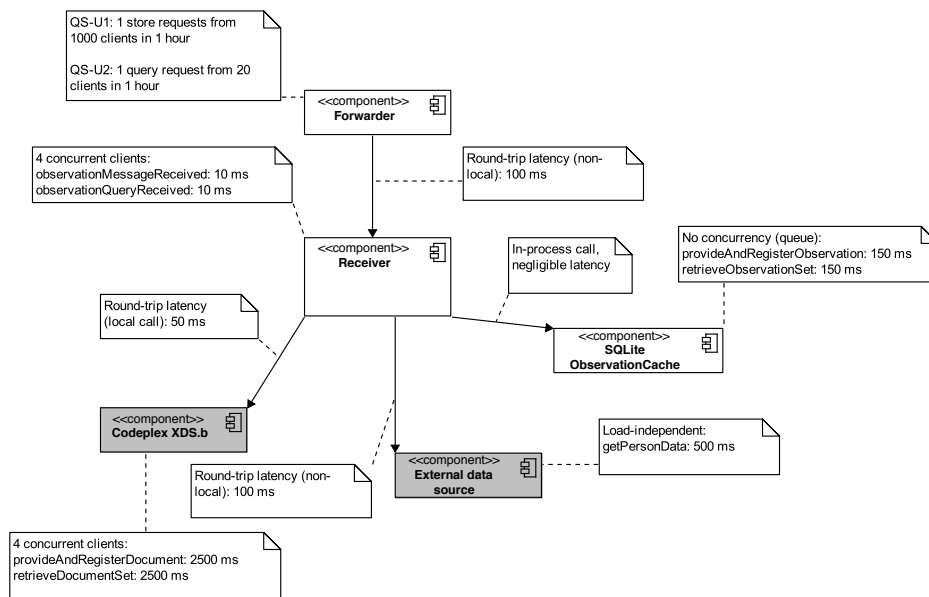 QS-U1: 1 store requests from
1000 clients in 1 hour
QS-U2: 1 query request from 20
clients in 1 hour
<<component>>
Forwarder
4 concurrent clients:
observationMessageReceived: 10 ms
observationQueryReceived: 10 ms
Round-trip latency (non-
local): 100 ms
<<component>>
Receiver
In-process call,
negligible latency
No concurrency (queue):
provideAndRegisterObservation: 150 ms
retrieveObservationSet: 150 ms
Round-trip latency
(local call): 50 ms
<<component>>
SQLite
ObservationCache
<<component>>
Codeplex XDS.b
Round-trip latency (non-
local): 100 ms
<<component>>
External data
source
Load-independent:
getPersonData: 500 ms
4 concurrent clients:
provideAndRegisterDocument: 2500 ms
retrieveDocumentSet: 2500 ms